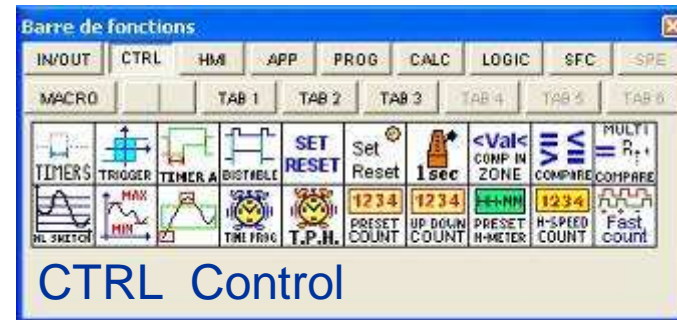 Barre de fonctions
IN/OUT CTRL HMI APP PROG CALC LOGIC SFC SPE
MACRO TAB 1 TAB 2 TAB 3 TAB 4 TAB 5 TAB 6
TIMERS TRIGGER TIMER A BISTABLE SET RESET Set Reset 1sec <Val< COMP IN ZONE COMPARE MULTI COMPARE
MAX MIN TIME PROG T.P.H. 1234 PRESET COUNT 1234 UP DOWN COUNT PRESET H-METER 1234 H-SPEED COUNT Fast count
CTRL Control